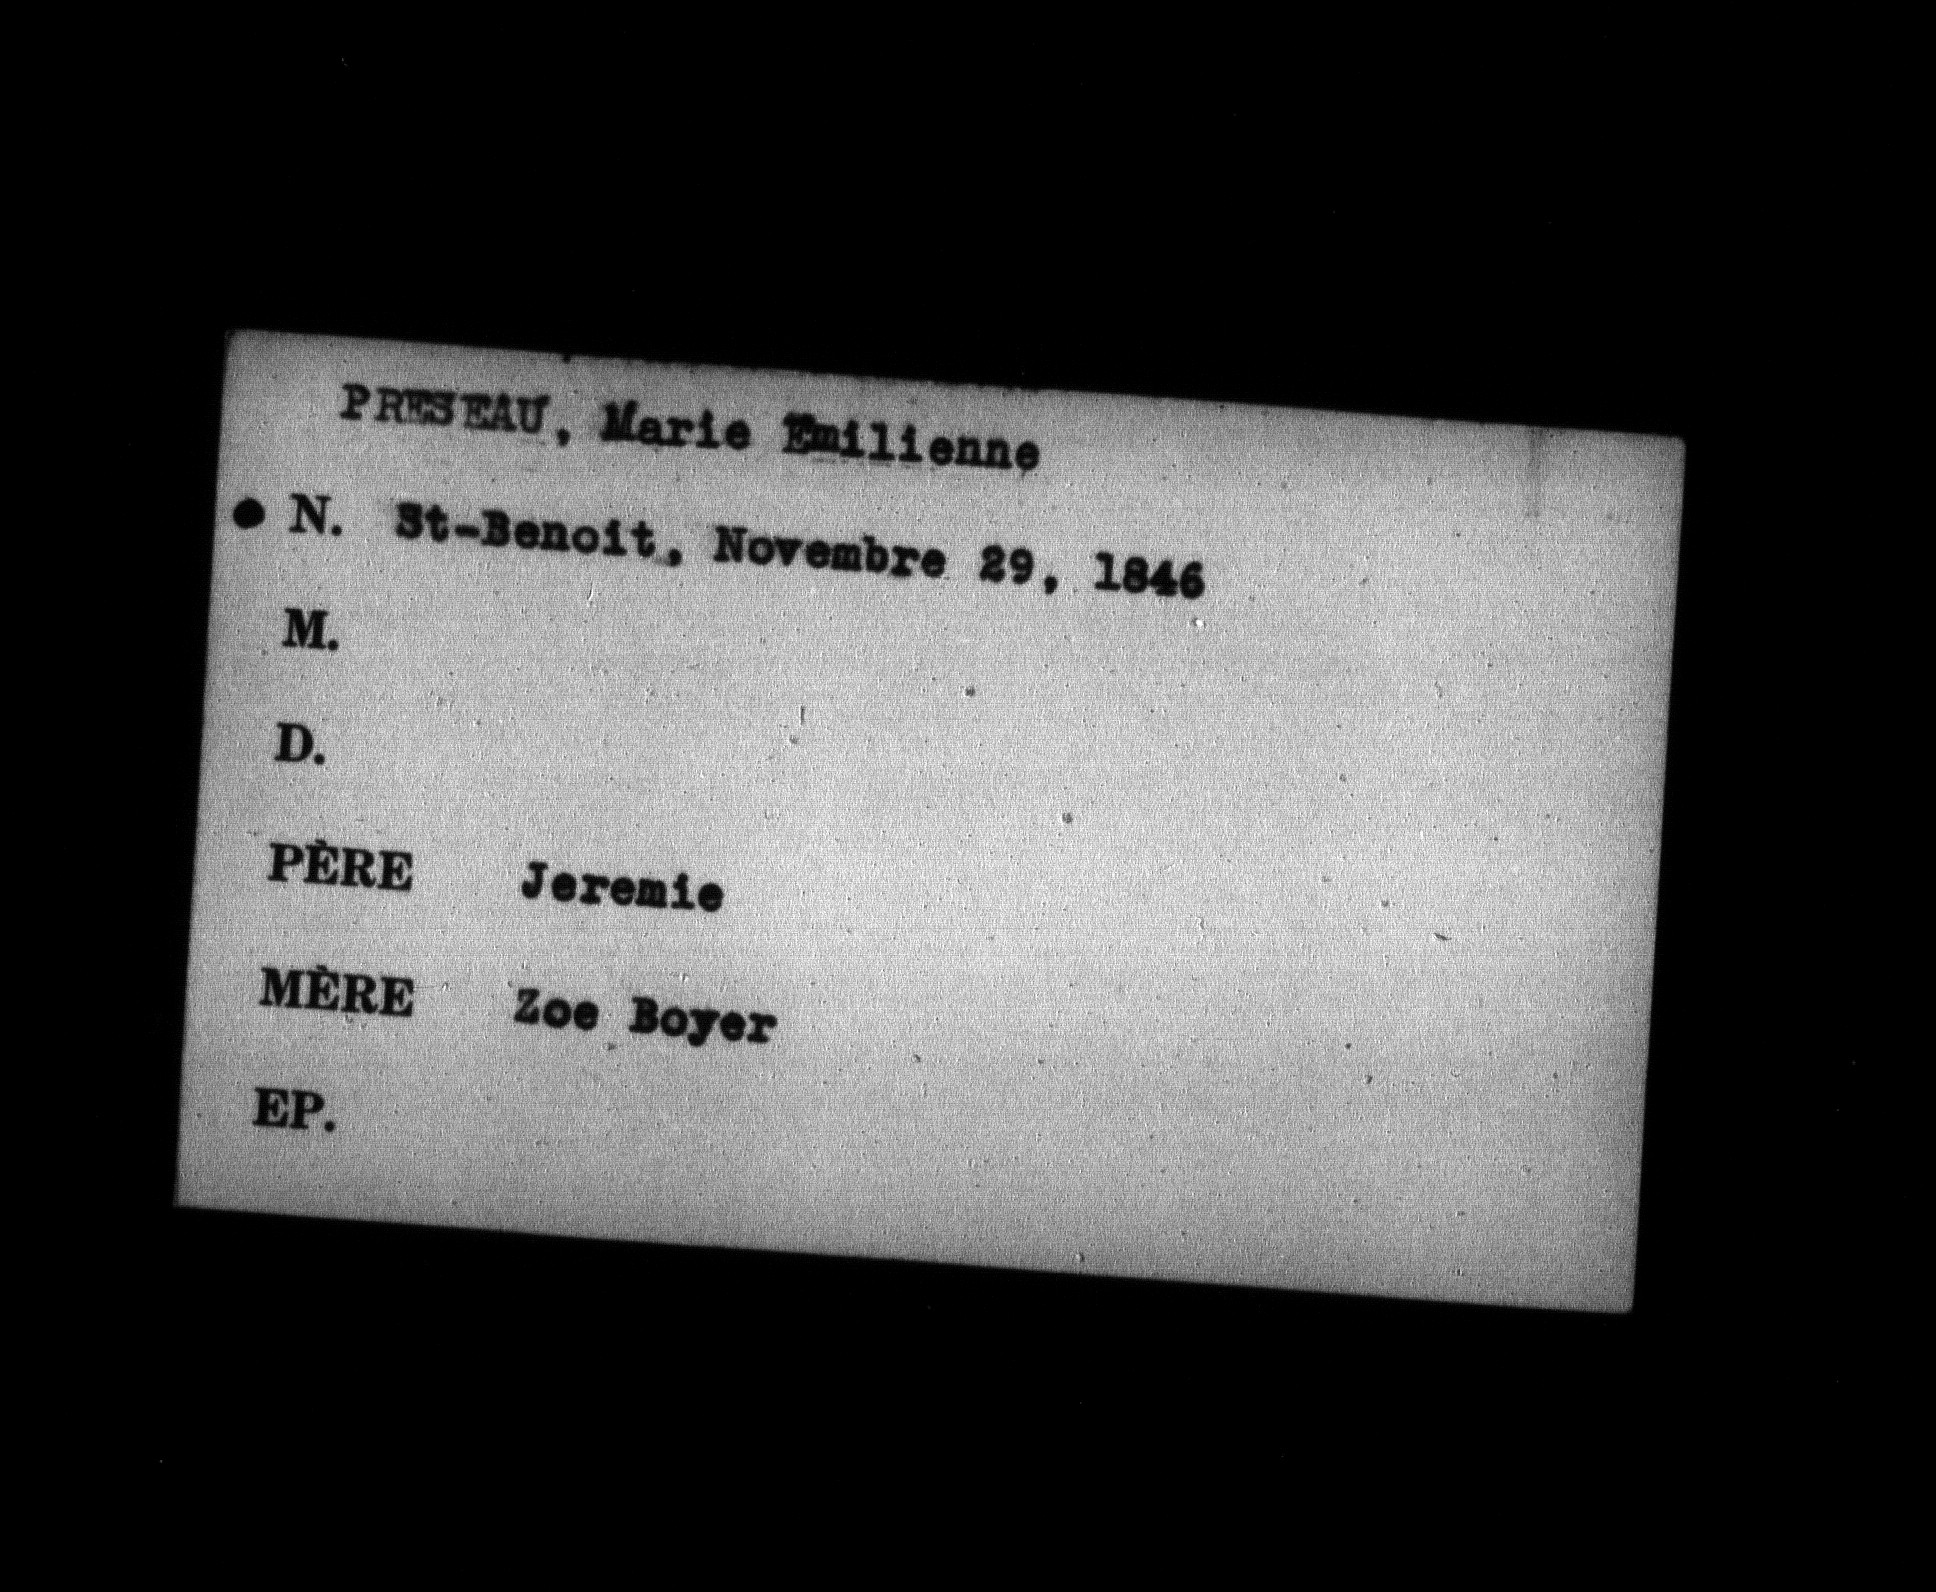 PRESEAU, Marie Emilienne
N. St-Benoit, Novembre 29, 1846
M.
D.
PÈRE Jeremie
MÈRE Zoe Boyer
EP.